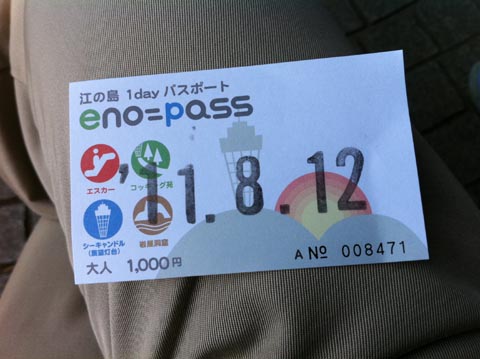 江の島 1day パスポート
eno=pass
エスカー
コッキング苑
'11.8.12
シーキャンドル
(展望灯台)
岩屋洞窟
大人 1,000円
A No 008471